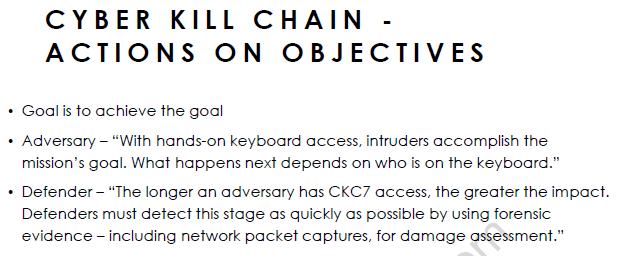 CYBER KILL CHAIN -
ACTIONS ON OBJECTIVES
• Goal is to achieve the goal
• Adversary – “With hands-on keyboard access, intruders accomplish the
mission’s goal. What happens next depends on who is on the keyboard.”
• Defender – “The longer an adversary has CKC7 access, the greater the impact.
Defenders must detect this stage as quickly as possible by using forensic
evidence – including network packet captures, for damage assessment.”